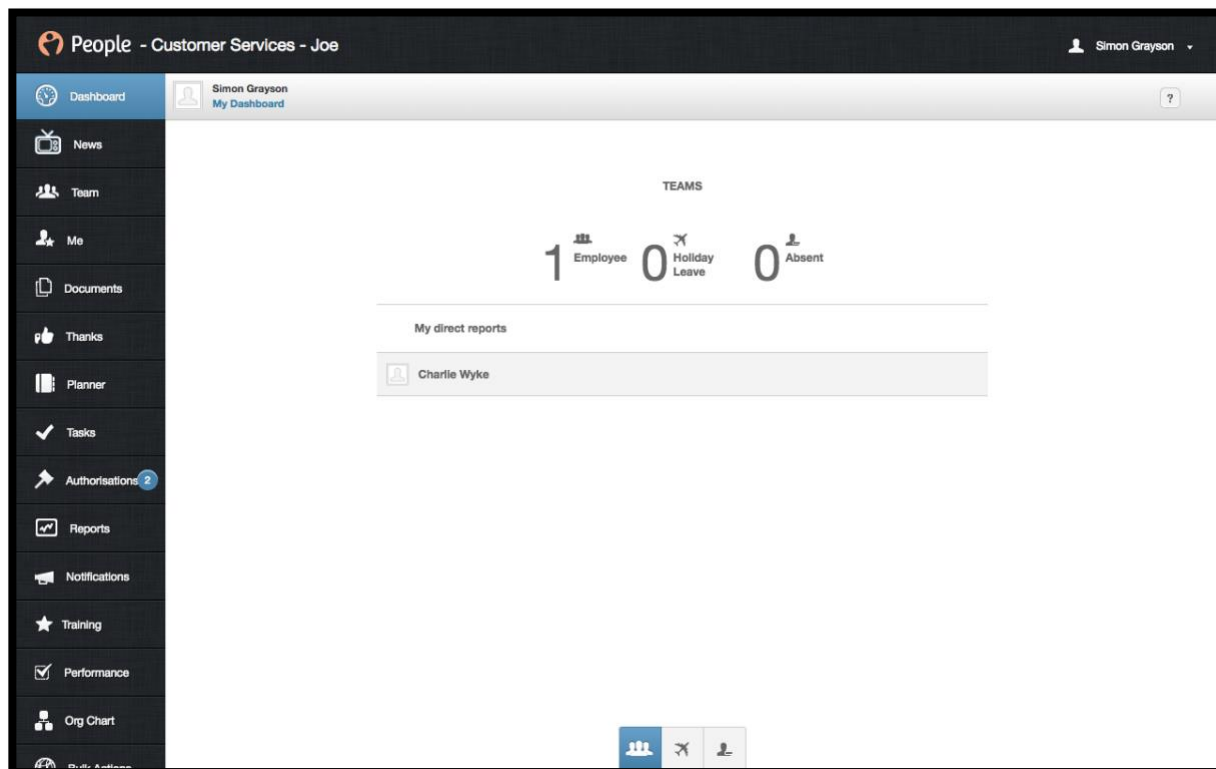 People - Customer Services - Joe
Simon Grayson
Dashboard
Simon Grayson
My Dashboard
?
News
Team
Me
Documents
Thanks
Planner
Tasks
Authorisations 2
Reports
Notifications
Training
Performance
Org Chart
Bulk Actions
TEAMS
1 Employee
0 Holiday
Leave
0 Absent
My direct reports
Charlie Wyke